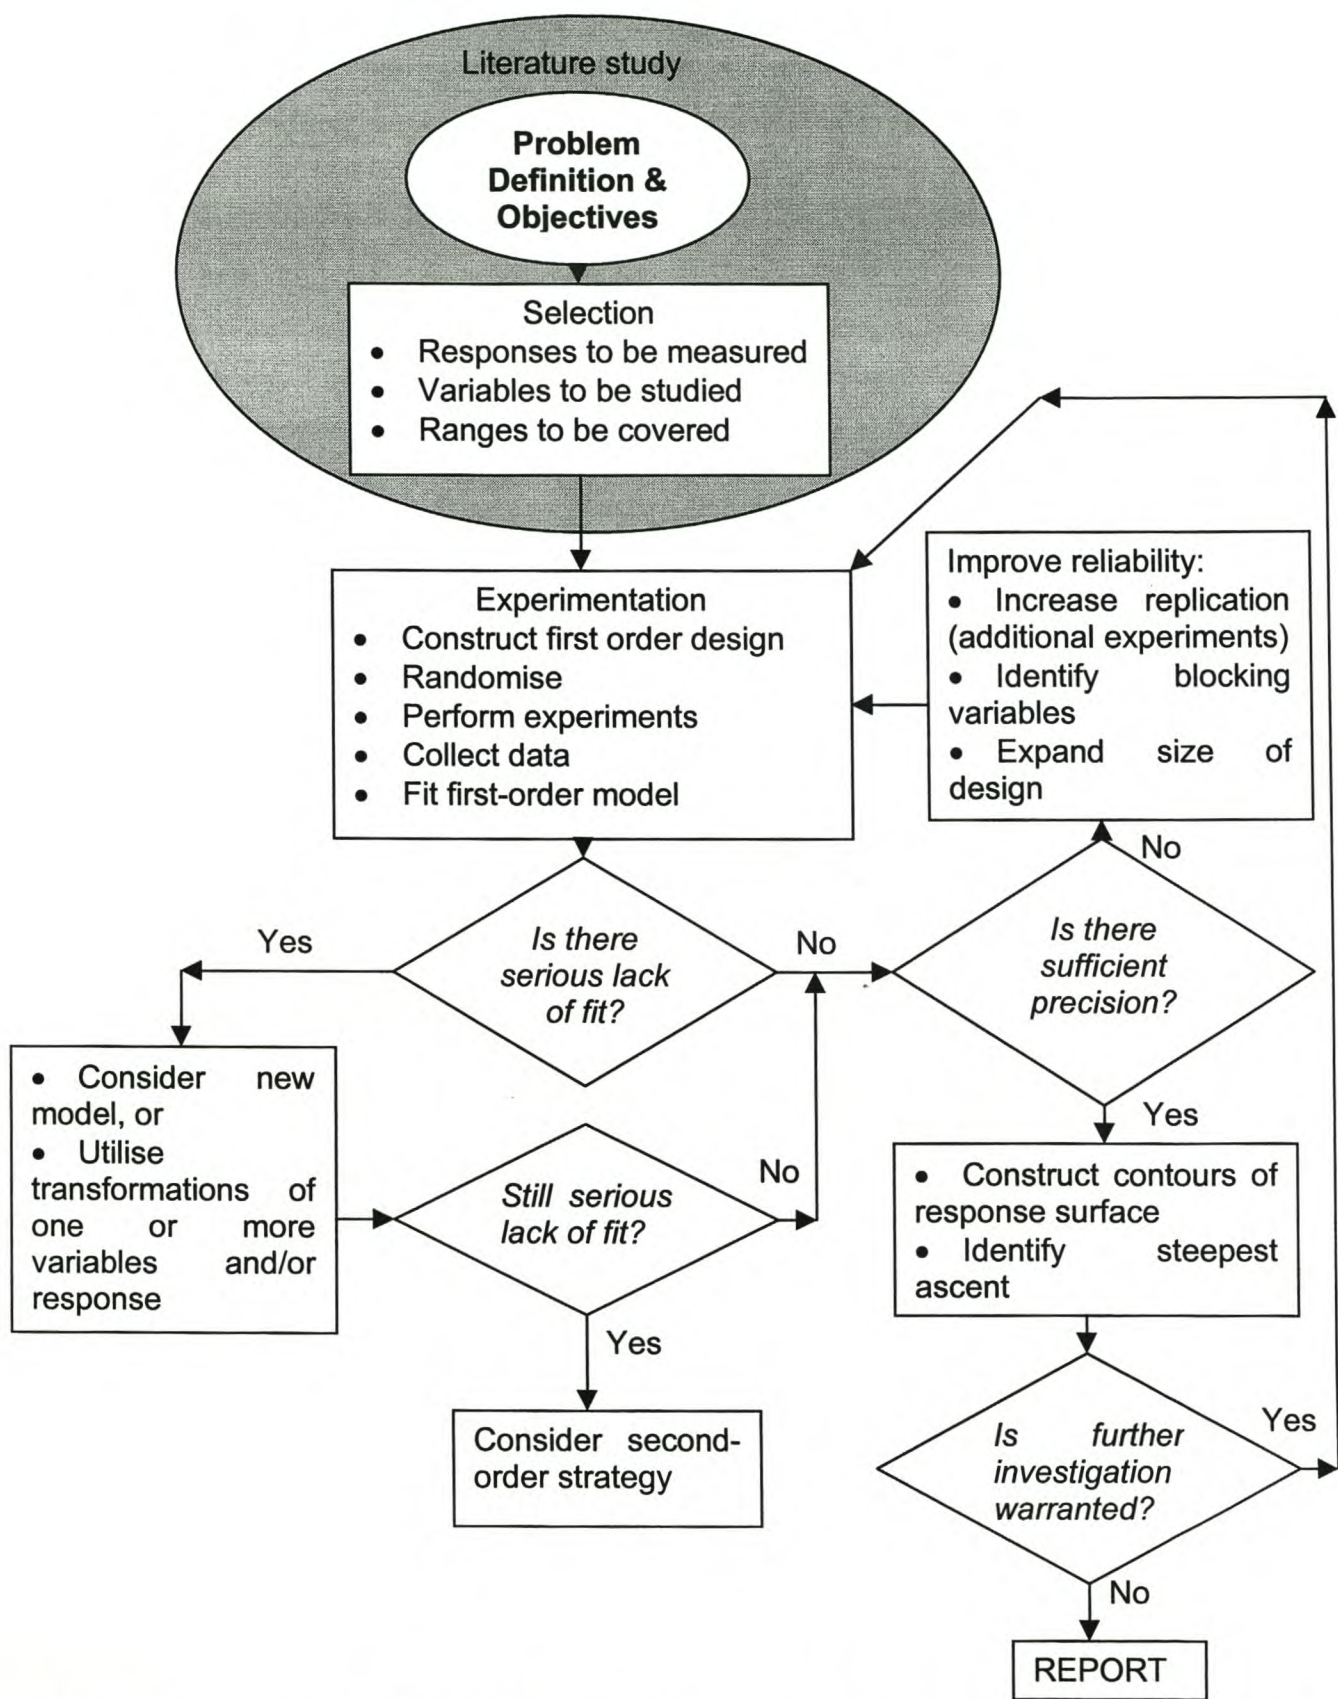 Literature study
Problem
Definition &
Objectives
Selection
• Responses to be measured
• Variables to be studied
• Ranges to be covered
Experimentation
• Construct first order design
• Randomise
• Perform experiments
• Collect data
• Fit first-order model
Improve reliability:
• Increase replication
(additional experiments)
• Identify blocking
variables
• Expand size of
design
No
Yes
Is there
serious lack
of fit?
No
Is there
sufficient
precision?
Yes
• Consider new
model, or
• Utilise
transformations of
one or more
variables and/or
response
Still serious
lack of fit?
No
Yes
Consider second-
order strategy
• Construct contours of
response surface
• Identify steepest
ascent
Is further
investigation
warranted?
Yes
No
REPORT